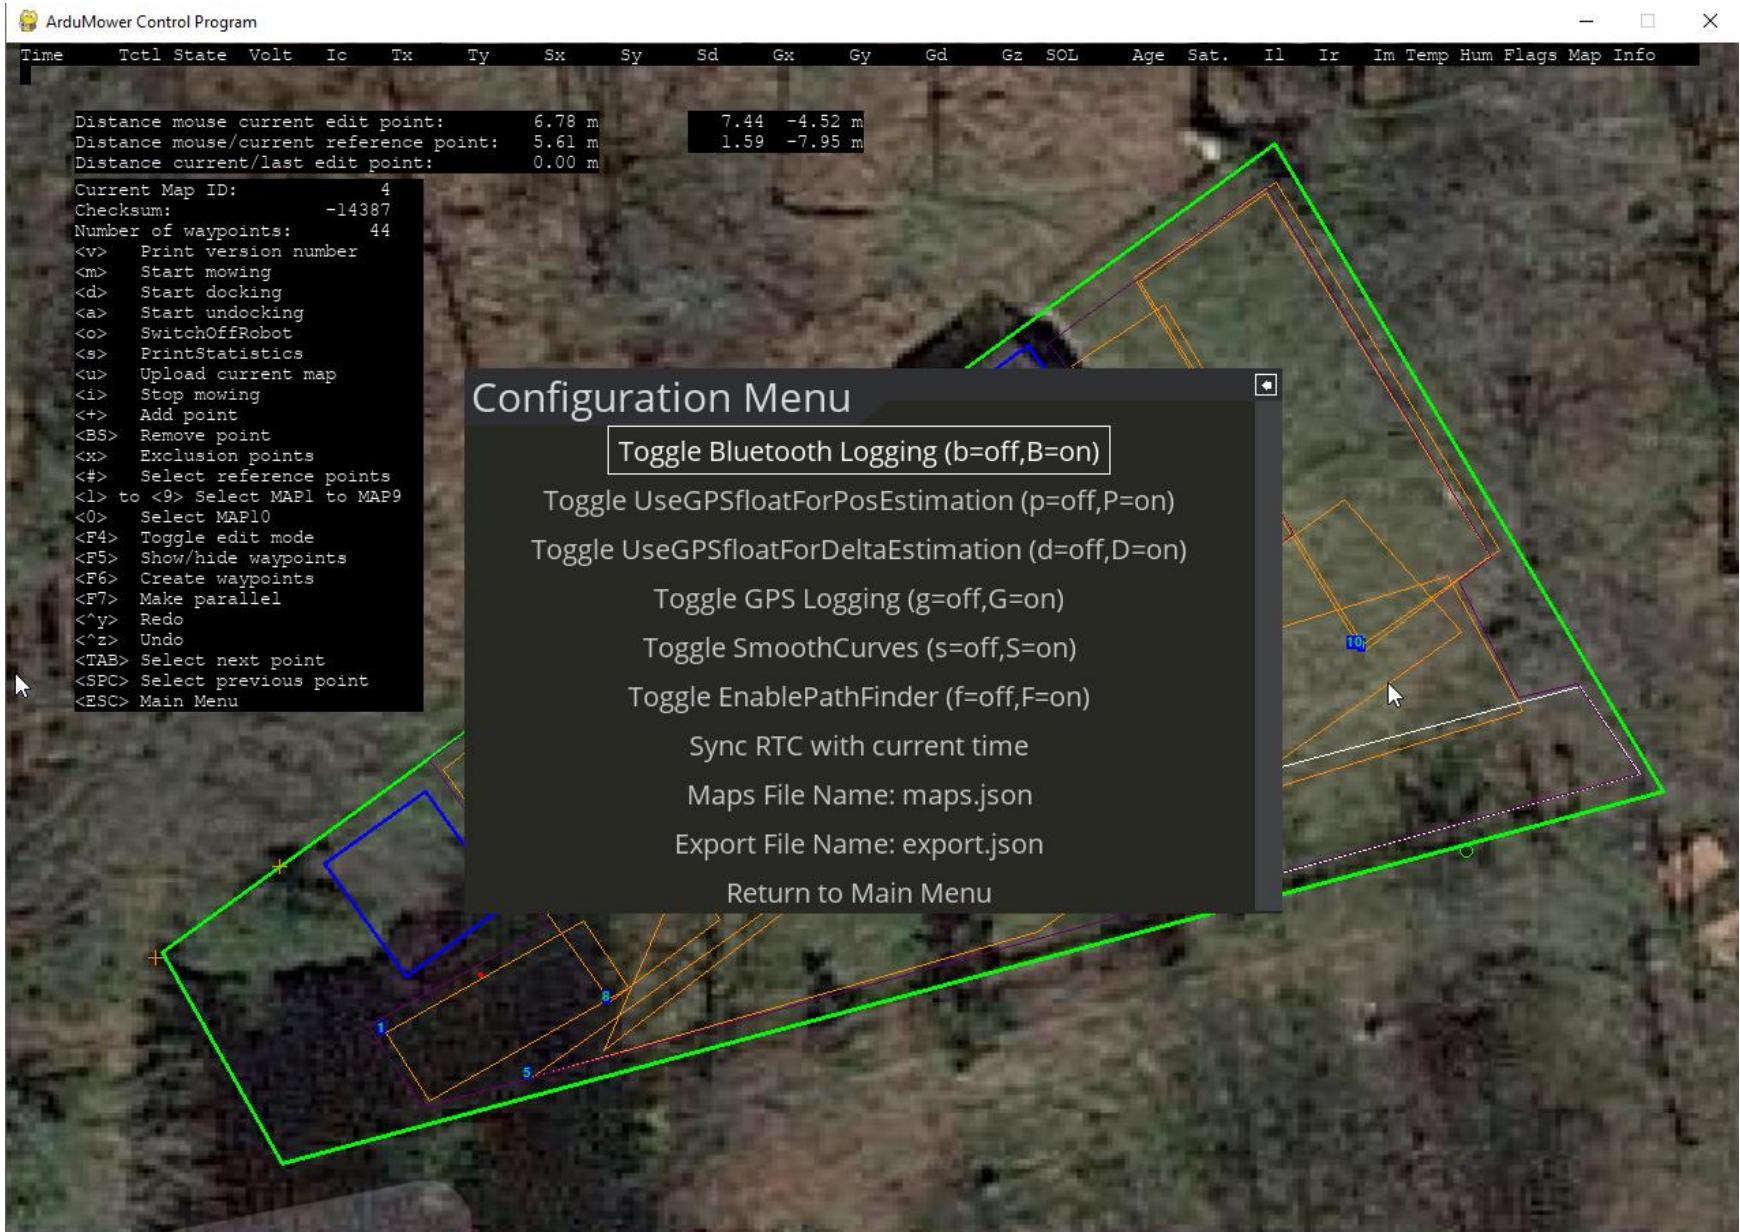 ArduMower Control Program
Time Tctl State Volt Ic Tx Ty Sx Sy Sd Gx Gy Gd Gz SOL Age Sat. Il Ir Im Temp Hum Flags Map Info
Distance mouse current edit point: 6.78 m 7.44 -4.52 m
Distance mouse/current reference point: 5.61 m 1.59 -7.95 m
Distance current/last edit point: 0.00 m
Current Map ID: 4
Checksum: -14387
Number of waypoints: 44
<v> Print version number
<m> Start mowing
<d> Start docking
<a> Start undocking
<o> SwitchOffRobot
<s> PrintStatistics
<u> Upload current map
<i> Stop mowing
<+> Add point
<BS> Remove point
<x> Exclusion points
<#> Select reference points
<1> to <9> Select MAP1 to MAP9
<0> Select MAP10
<F4> Toggle edit mode
<F5> Show/hide waypoints
<F6> Create waypoints
<F7> Make parallel
<^y> Redo
<^z> Undo
<TAB> Select next point
<SPC> Select previous point
<ESC> Main Menu
Configuration Menu
Toggle Bluetooth Logging (b=off,B=on)
Toggle UseGPSfloatForPosEstimation (p=off,P=on)
Toggle UseGPSfloatForDeltaEstimation (d=off,D=on)
Toggle GPS Logging (g=off,G=on)
Toggle SmoothCurves (s=off,S=on)
Toggle EnablePathFinder (f=off,F=on)
Sync RTC with current time
Maps File Name: maps.json
Export File Name: export.json
Return to Main Menu
10
8
1
5